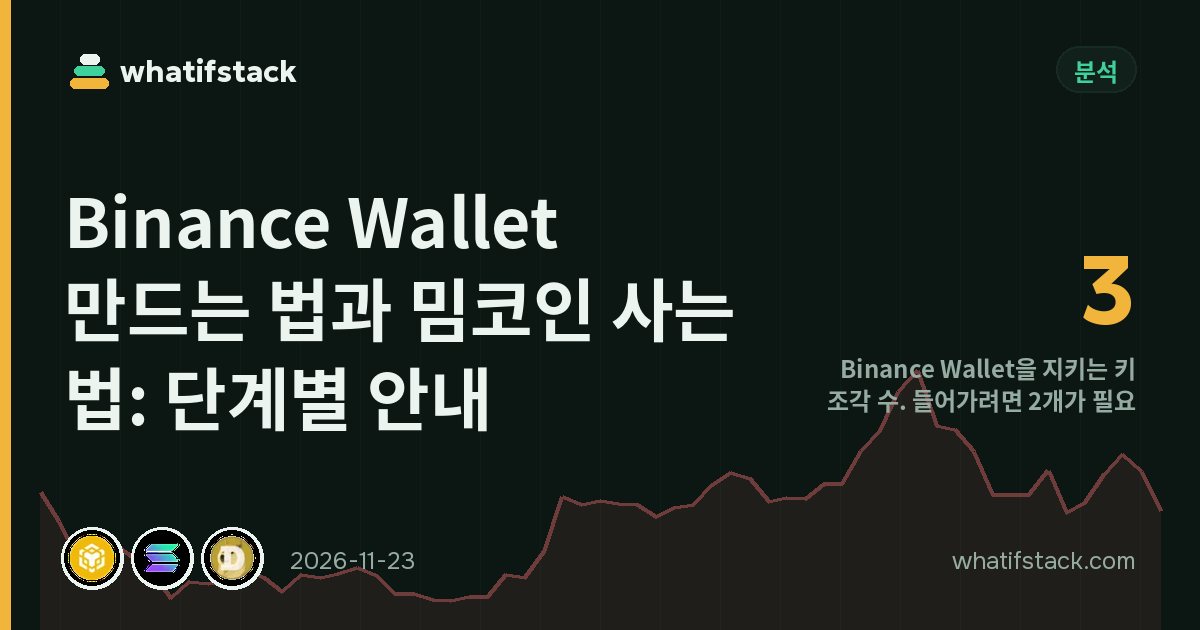 whatifstack
분석
Binance Wallet
만드는 법과 밈코인 사는
법: 단계별 안내
3
Binance Wallet을 지키는 키
조각 수. 들어가려면 2개가 필요
2026-11-23
whatifstack.com